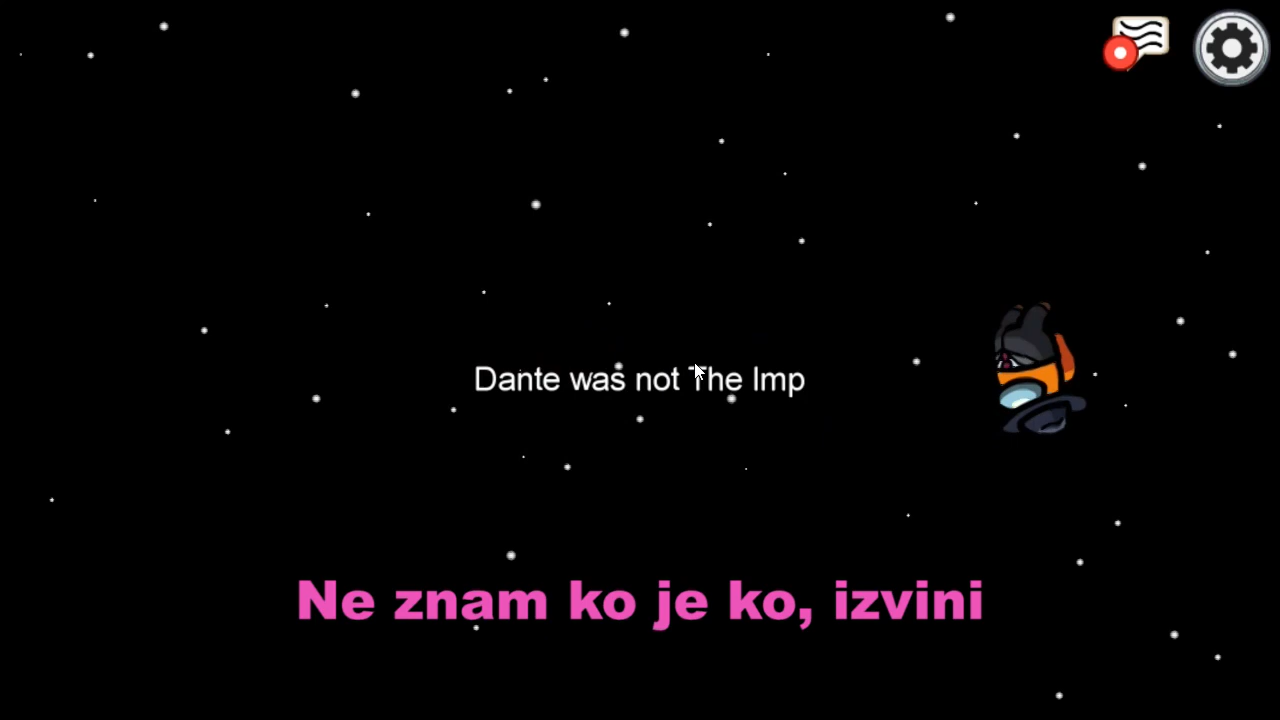 Dante was not The Imp
Ne znam ko je ko, izvini